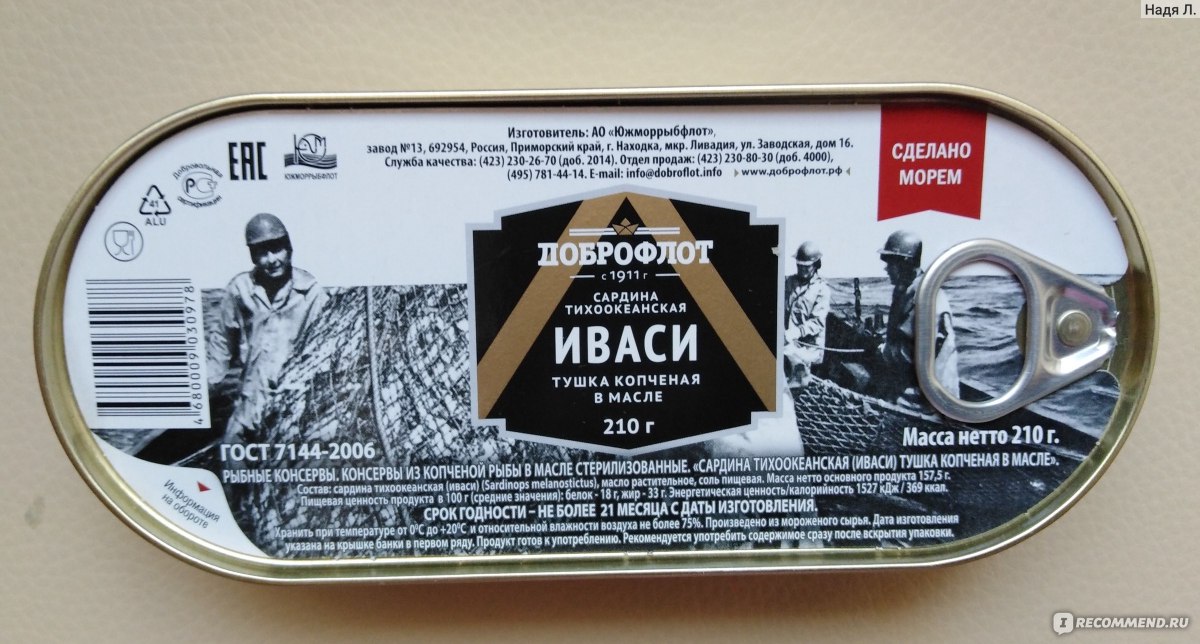 Надя Л.
Изготовитель: АО «Южморрыбфлот»,
завод №13, 692954, Россия, Приморский край, г. Находка, мкр. Ливадия, ул. Заводская, дом 16.
Служба качества: (423) 230-26-70 (доб. 2014). Отдел продаж: (423) 230-80-30 (доб. 4000),
(495) 781-44-14. E-mail: info@dobroflot.info www.доброфлот.рф
СДЕЛАНО
МОРЕМ
EAC
ЮЖМОРРЫБФЛОТ
Добровольная
сертификация
41
ALU
ДОБРОФЛОТ
с 1911 г
САРДИНА
ТИХООКЕАНСКАЯ
ИВАСИ
ТУШКА КОПЧЕНАЯ
В МАСЛЕ
210 г
4680009030978
ГОСТ 7144-2006
Масса нетто 210 г.
РЫБНЫЕ КОНСЕРВЫ. КОНСЕРВЫ ИЗ КОПЧЕНОЙ РЫБЫ В МАСЛЕ СТЕРИЛИЗОВАННЫЕ. «САРДИНА ТИХООКЕАНСКАЯ (ИВАСИ) ТУШКА КОПЧЕНАЯ В МАСЛЕ».
Состав: сардина тихоокеанская (иваси) (Sardinops melanostictus), масло растительное, соль пищевая. Масса нетто основного продукта 157,5 г.
Пищевая ценность продукта в 100 г (средние значения): белок - 18 г, жир - 33 г. Энергетическая ценность/калорийность 1527 кДж / 369 ккал.
СРОК ГОДНОСТИ – НЕ БОЛЕЕ 21 МЕСЯЦА С ДАТЫ ИЗГОТОВЛЕНИЯ.
Хранить при температуре от 0°С до +20°С и относительной влажности воздуха не более 75%. Произведено из мороженого сырья. Дата изготовления
указана на крышке банки в первом ряду. Продукт готов к употреблению. Рекомендуется употребить содержимое сразу после вскрытия упаковки.
Информация
на обороте
IRECOMMEND.RU